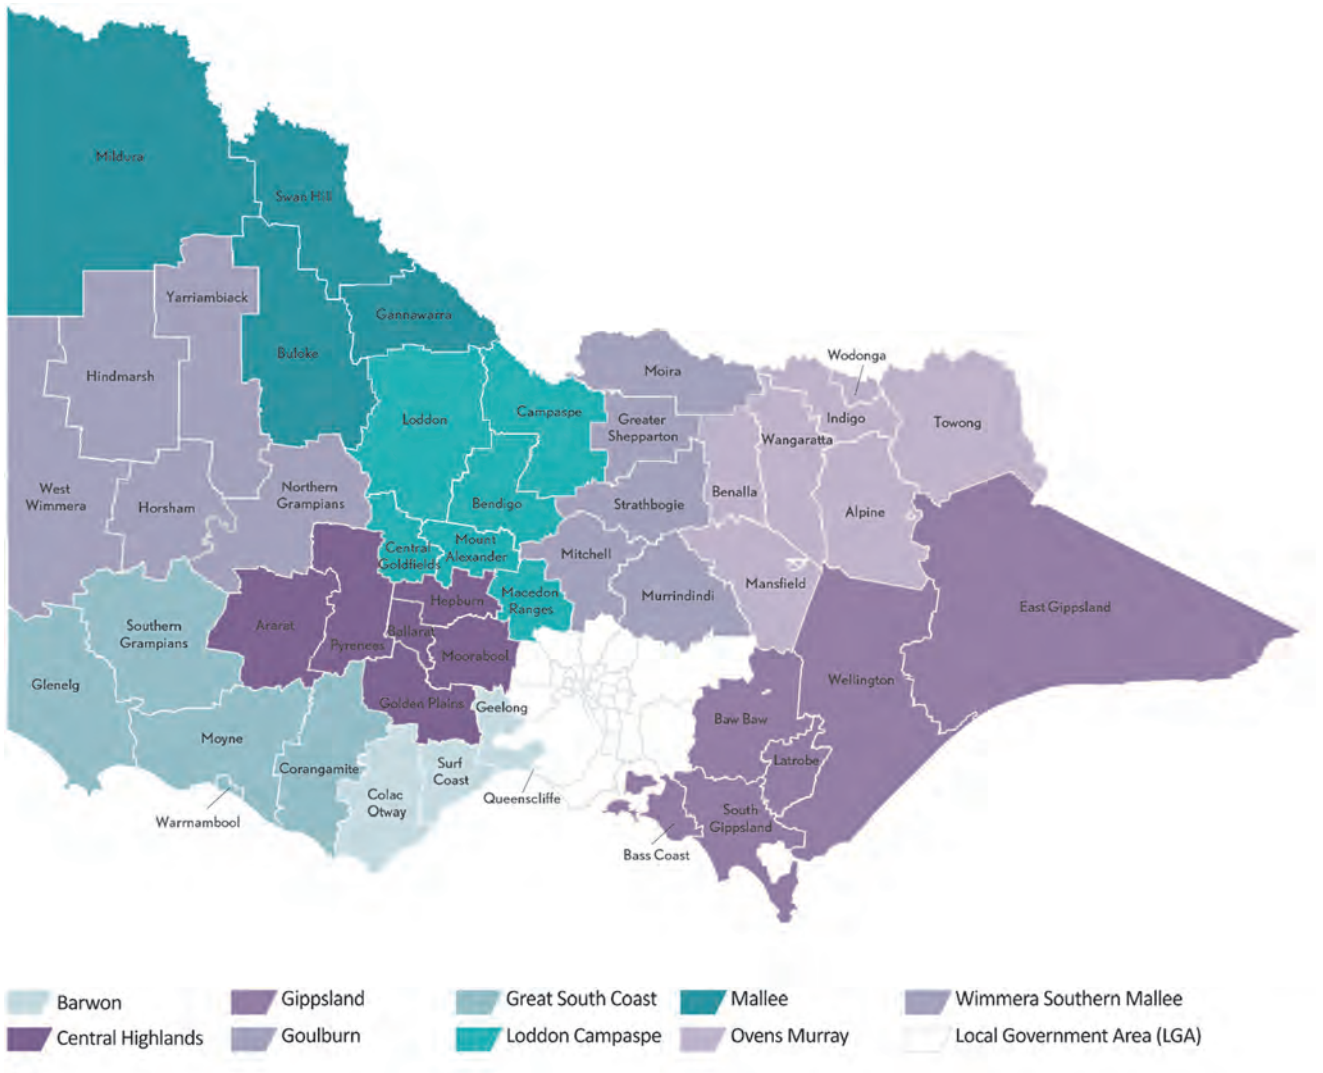 Mildura
Swan Hill
Yarriambiack
Gannawarra
Buloke
Hindmarsh
Moira
Wodonga
Loddon
Campaspe
Greater
Shepparton
Indigo
Wangaratta
Towong
West
Wimmera
Horsham
Northern
Grampians
Bendigo
Strathbogie
Benalla
Alpine
Central
Goldfields
Mount
Alexander
Mitchell
Mansfield
Murrindindi
Hepburn
Macedon
Ranges
East Gippsland
Southern
Grampians
Ararat
Pyrenees
Ballarat
Moorabool
Glenelg
Golden Plains
Geelong
Wellington
Baw Baw
Moyne
Corangamite
Surf
Coast
Latrobe
Colac
Otway
Queenscliffe
Warrnambool
South
Gippsland
Bass Coast
Barwon
Gippsland
Great South Coast
Mallee
Wimmera Southern Mallee
Central Highlands
Goulburn
Loddon Campaspe
Ovens Murray
Local Government Area (LGA)